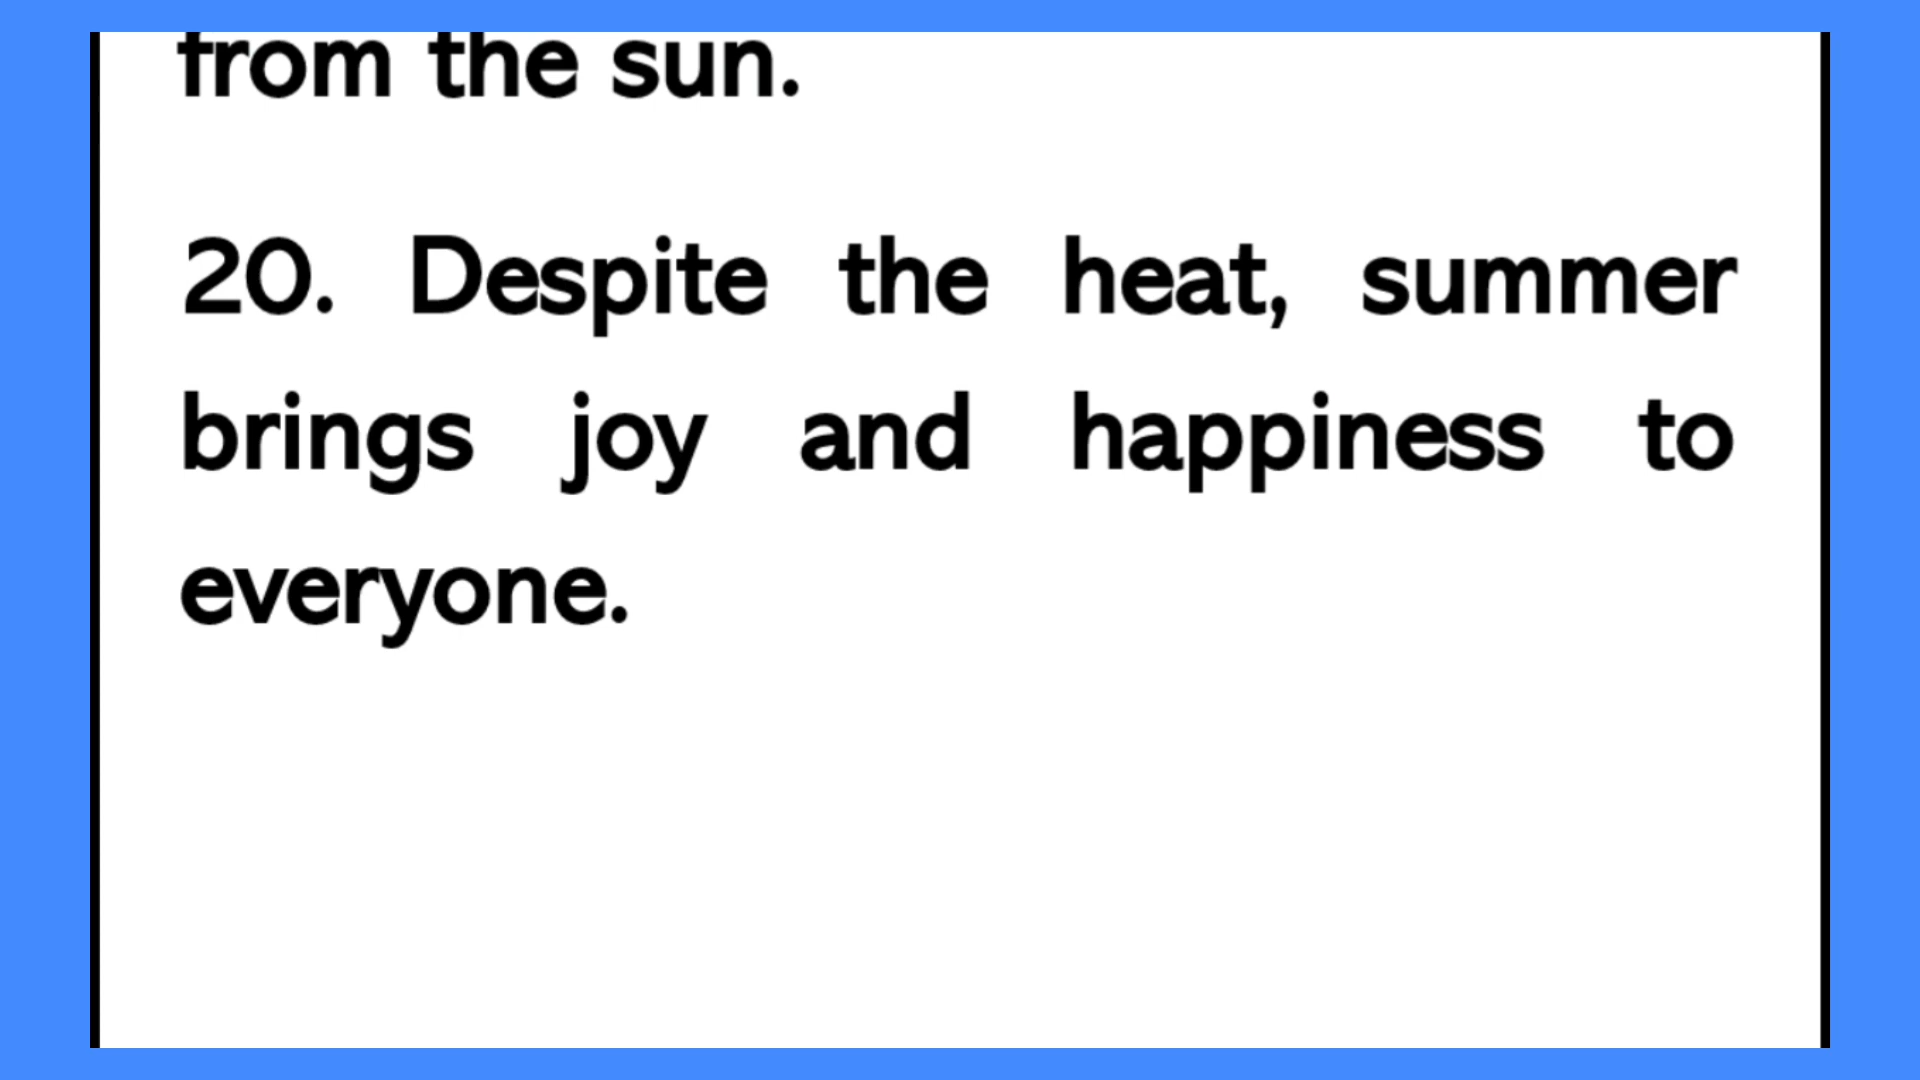 from the sun.
20. Despite the heat, summer
brings joy and happiness to
everyone.